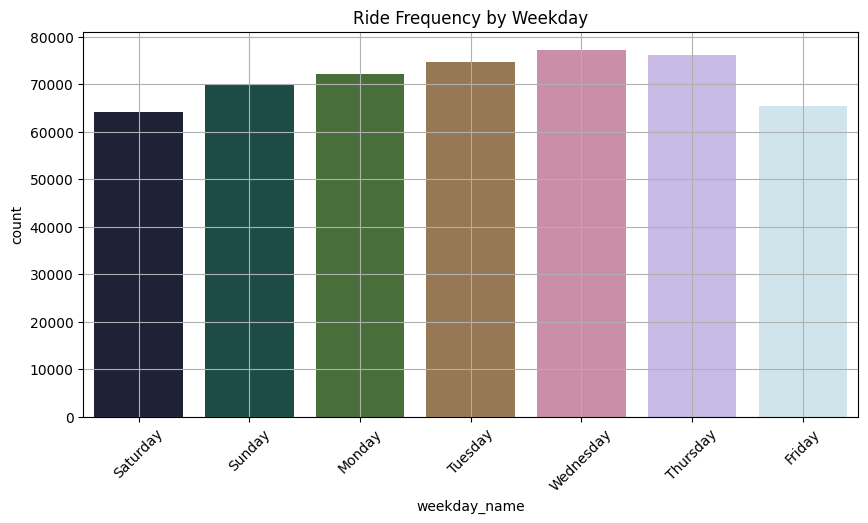 Ride Frequency by Weekday
80000
70000
60000
50000
40000
30000
20000
10000
0
count
Saturday
Sunday
Monday
Tuesday
Wednesday
Thursday
Friday
weekday_name